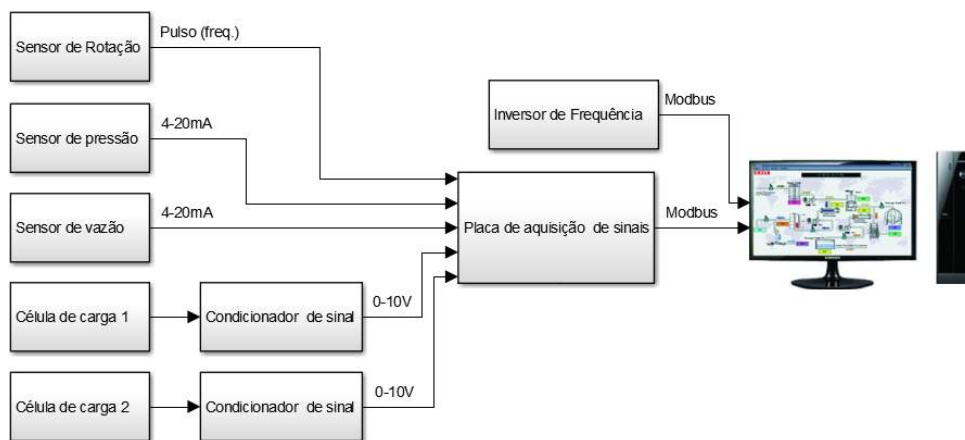 Sensor de Rotação
Pulso (freq.)
Sensor de pressão
4-20mA
Inversor de Frequência
Modbus
Sensor de vazão
4-20mA
Placa de aquisição de sinais
Modbus
Célula de carga 1
Condicionador de sinal
0-10V
Célula de carga 2
Condicionador de sinal
0-10V